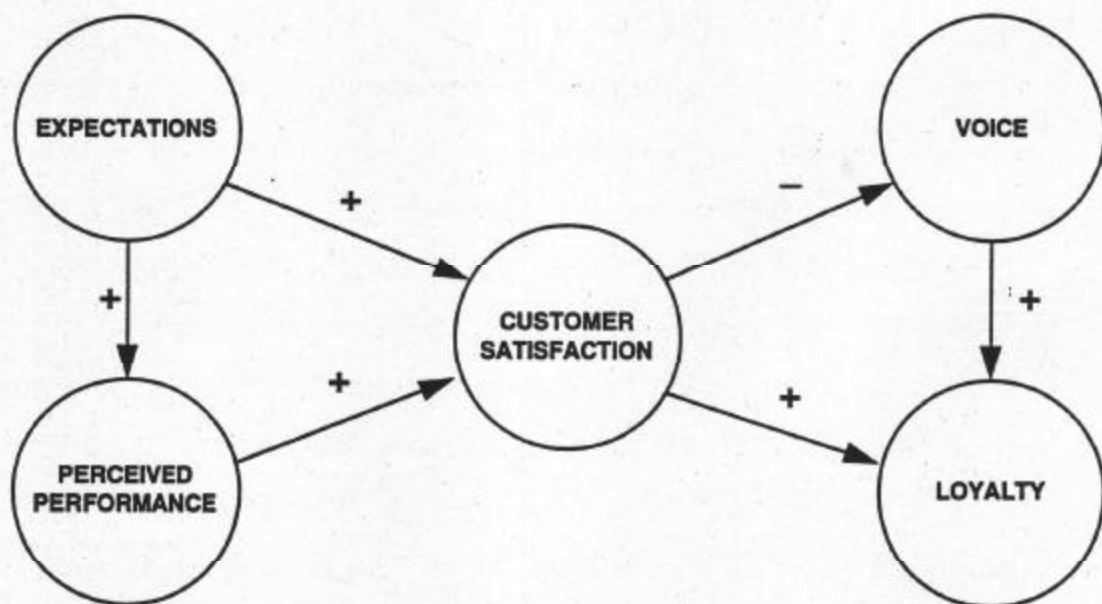 EXPECTATIONS
VOICE
+
−
+
CUSTOMER
SATISFACTION
+
+
+
PERCEIVED
PERFORMANCE
LOYALTY